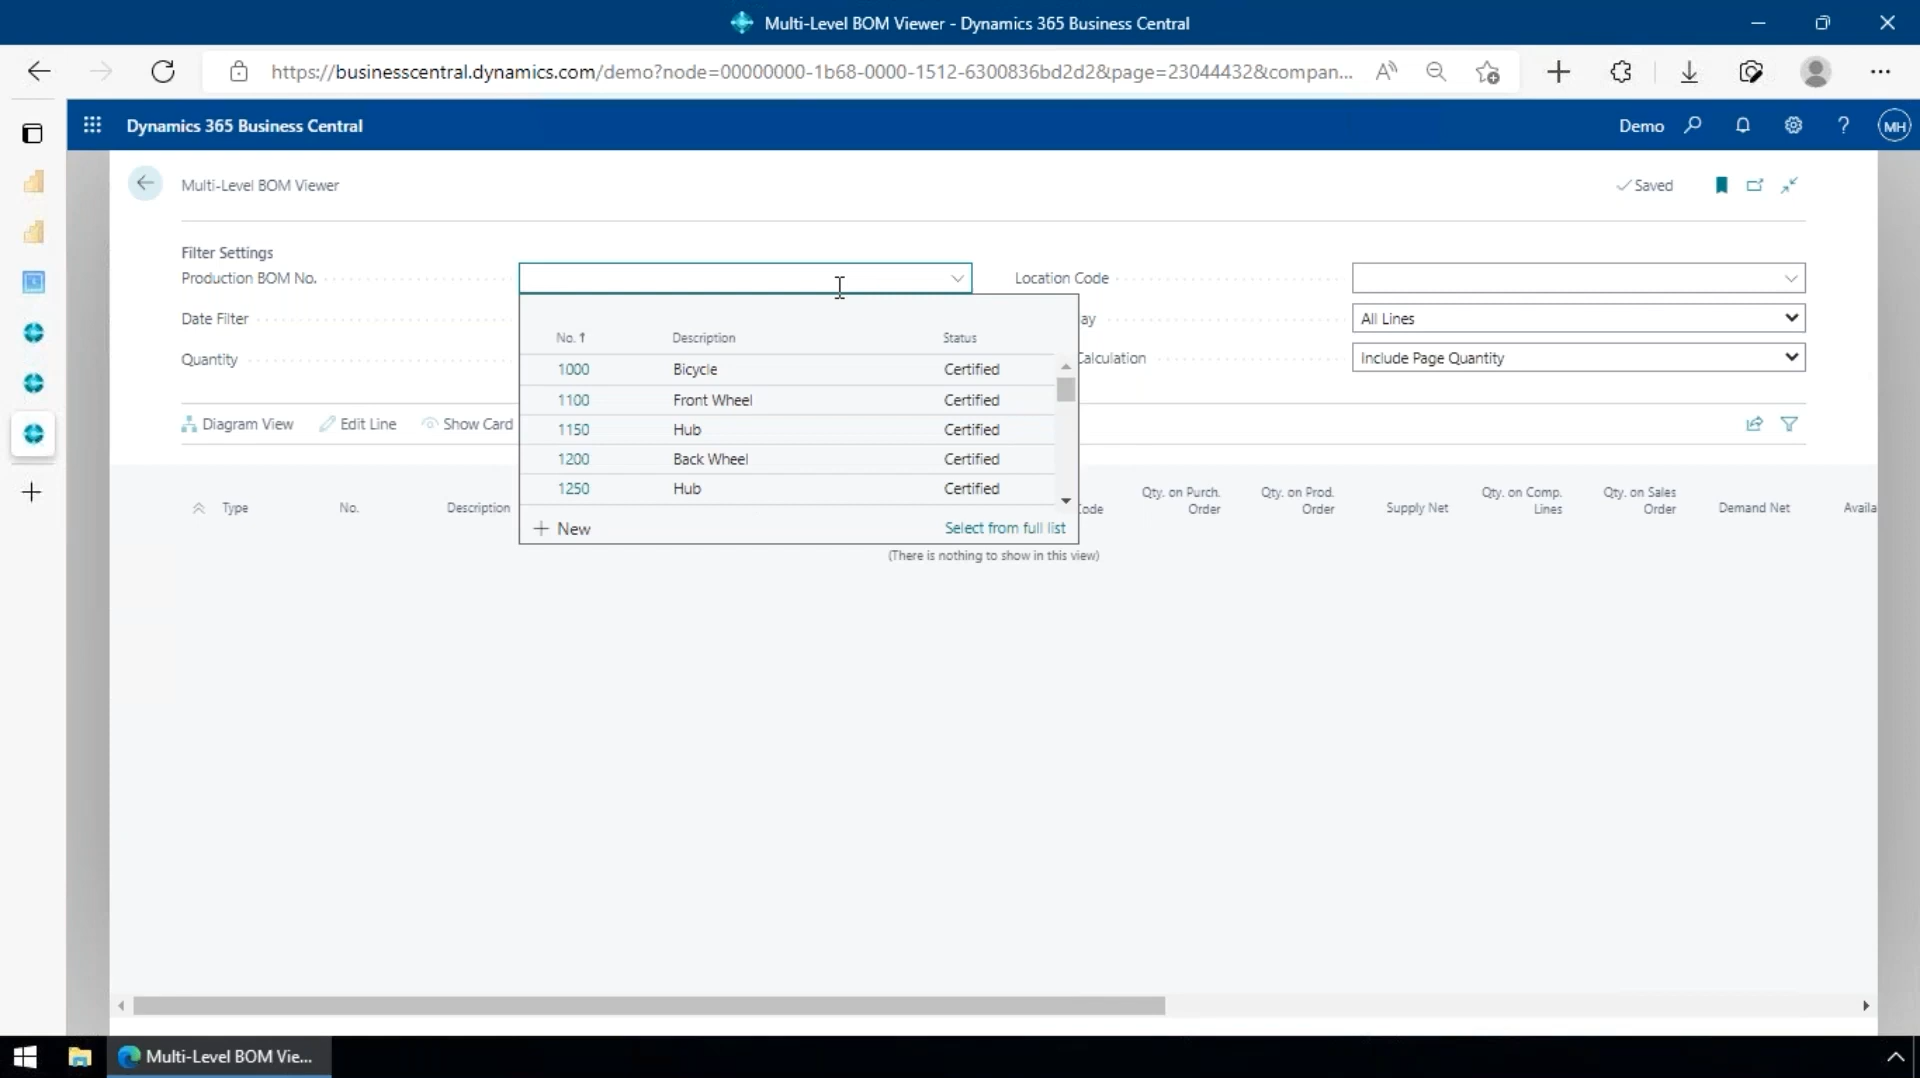 Multi-Level BOM Viewer - Dynamics 365 Business Central
https://businesscentral.dynamics.com/demo?node=00000000-1b68-0000-1512-6300836bd2d2&page=23044432&compan...
Dynamics 365 Business Central
Demo
MH
Multi-Level BOM Viewer
Saved
Filter Settings
Production BOM No.
Location Code
Date Filter
ay
All Lines
Quantity
Calculation
Include Page Quantity
No. ↑ Description Status
1000 Bicycle Certified
1100 Front Wheel Certified
1150 Hub Certified
1200 Back Wheel Certified
1250 Hub Certified
+ New
Select from full list
Diagram View
Edit Line
Show Card
Type
No.
Description
Code
Qty. on Purch.
Order
Qty. on Prod.
Order
Supply Net
Qty. on Comp.
Lines
Qty. on Sales
Order
Demand Net
Availa
(There is nothing to show in this view)
Multi-Level BOM Vie...